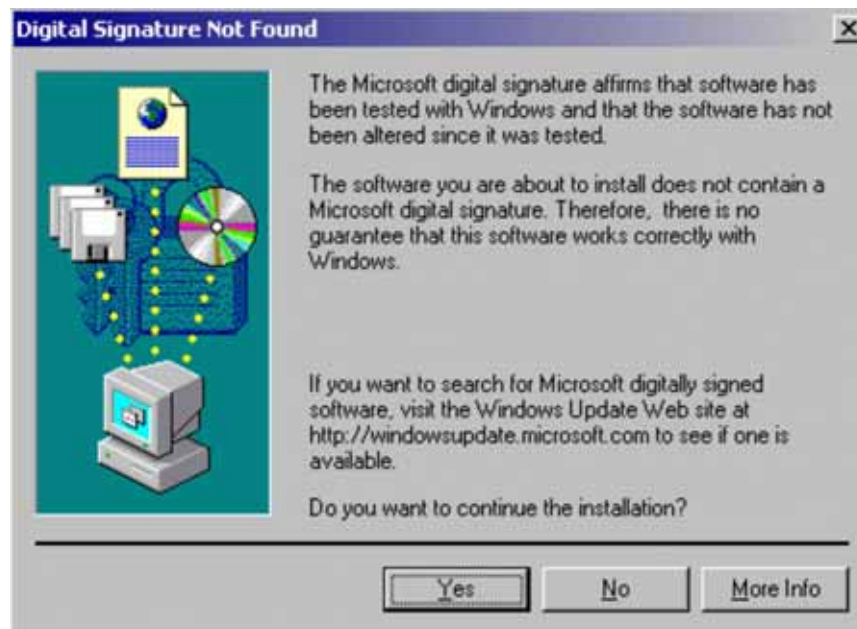 Digital Signature Not Found
The Microsoft digital signature affirms that software has
been tested with Windows and that the software has not
been altered since it was tested.
The software you are about to install does not contain a
Microsoft digital signature. Therefore, there is no
guarantee that this software works correctly with
Windows.
If you want to search for Microsoft digitally signed
software, visit the Windows Update Web site at
http://windowsupdate.microsoft.com to see if one is
available.
Do you want to continue the installation?
Yes No More Info